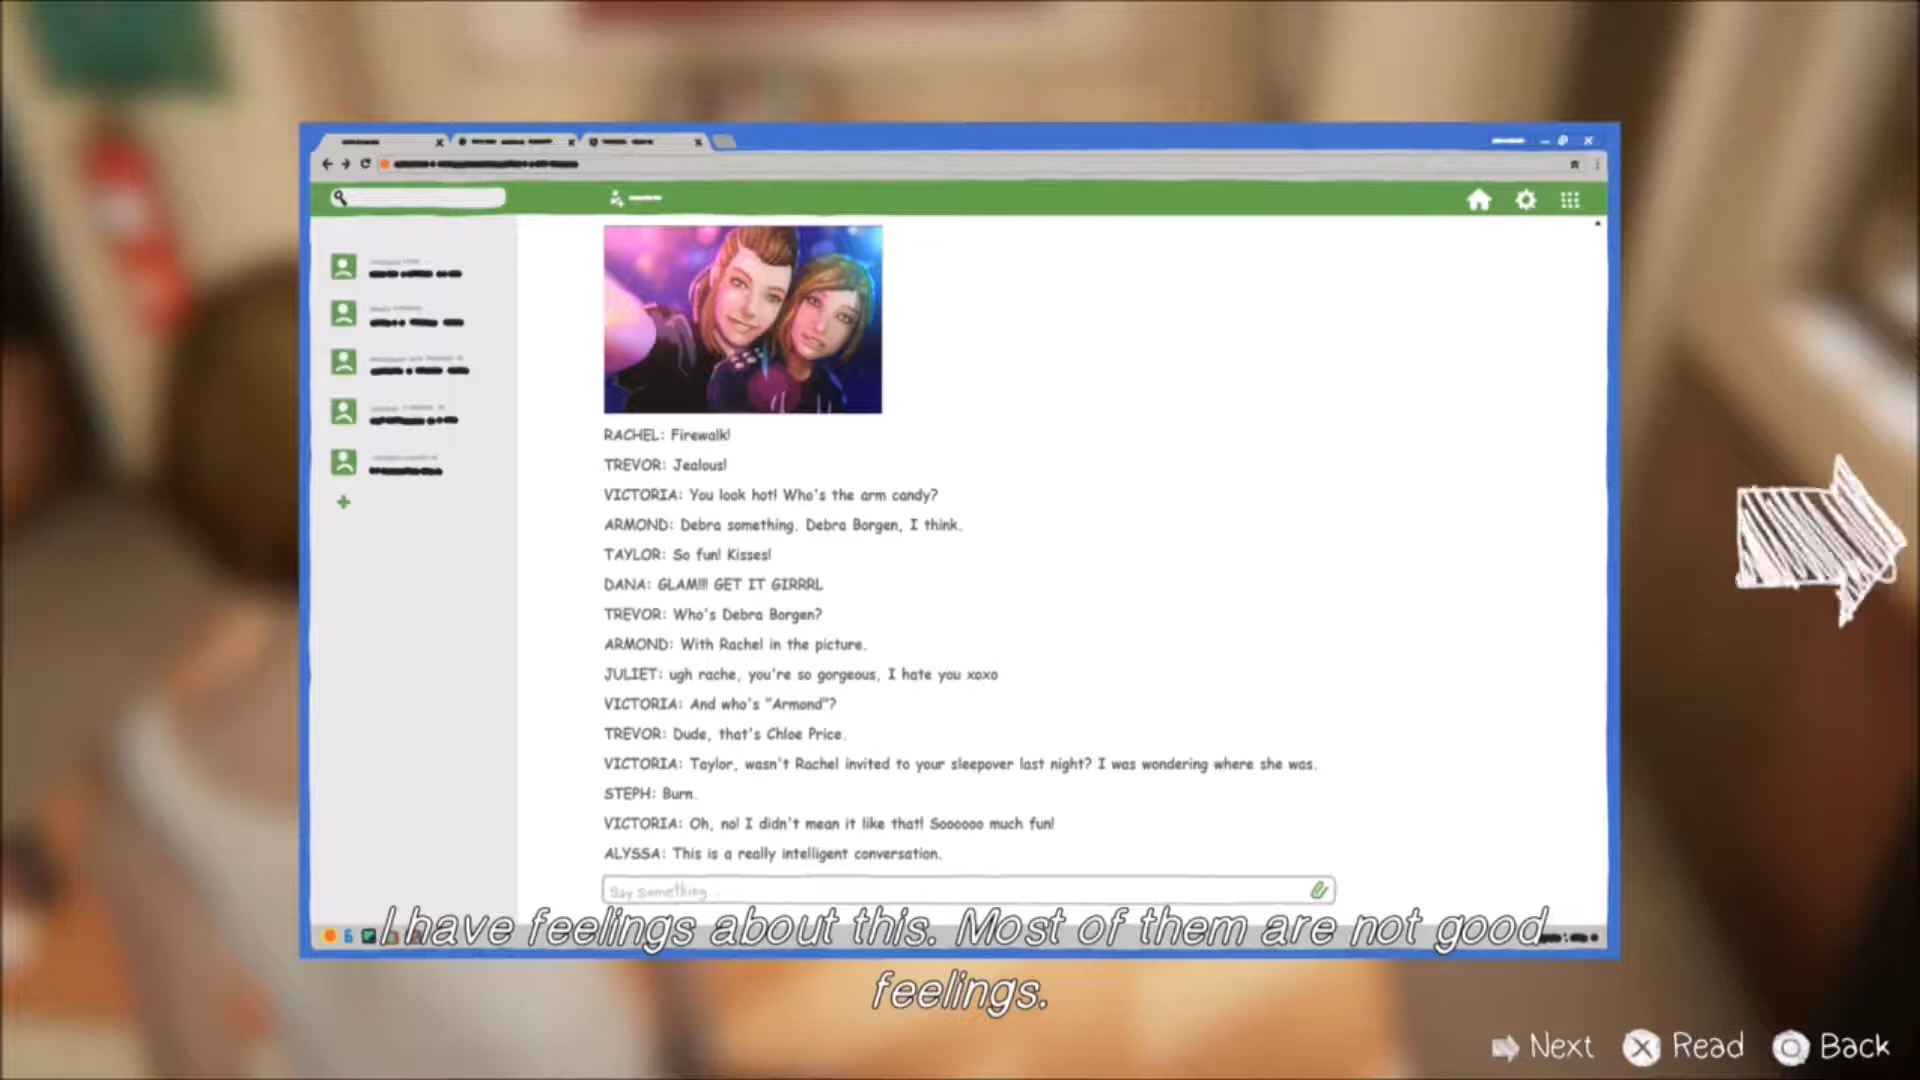 RACHEL: Firewalk!
TREVOR: Jealous!
VICTORIA: You look hot! Who's the arm candy?
ARMOND: Debra something. Debra Borgen, I think.
TAYLOR: So fun! Kisses!
DANA: GLAM!!! GET IT GIRRRL
TREVOR: Who's Debra Borgen?
ARMOND: With Rachel in the picture.
JULIET: ugh rache, you're so gorgeous, I hate you xoxo
VICTORIA: And who's "Armond"?
TREVOR: Dude, that's Chloe Price.
VICTORIA: Taylor, wasn't Rachel invited to your sleepover last night? I was wondering where she was.
STEPH: Burn.
VICTORIA: Oh, no! I didn't mean it like that! Soooooo much fun!
ALYSSA: This is a really intelligent conversation.
Say something...
I have feelings about this. Most of them are not good
feelings.
Next Read Back